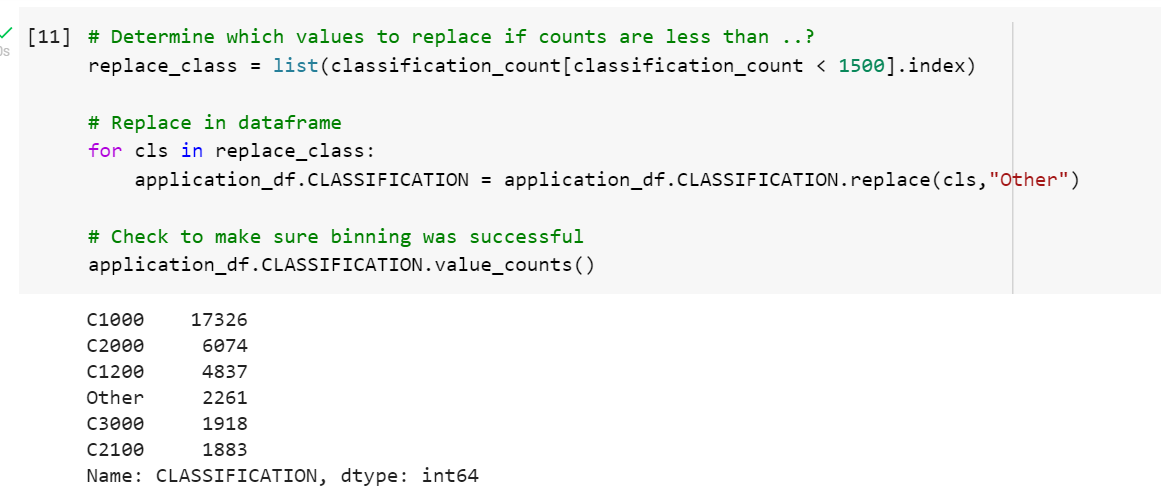 [11] # Determine which values to replace if counts are less than ..?
0s
replace_class = list(classification_count[classification_count < 1500].index)
# Replace in dataframe
for cls in replace_class:
    application_df.CLASSIFICATION = application_df.CLASSIFICATION.replace(cls,"Other")
# Check to make sure binning was successful
application_df.CLASSIFICATION.value_counts()
C1000    17326
C2000     6074
C1200     4837
Other     2261
C3000     1918
C2100     1883
Name: CLASSIFICATION, dtype: int64